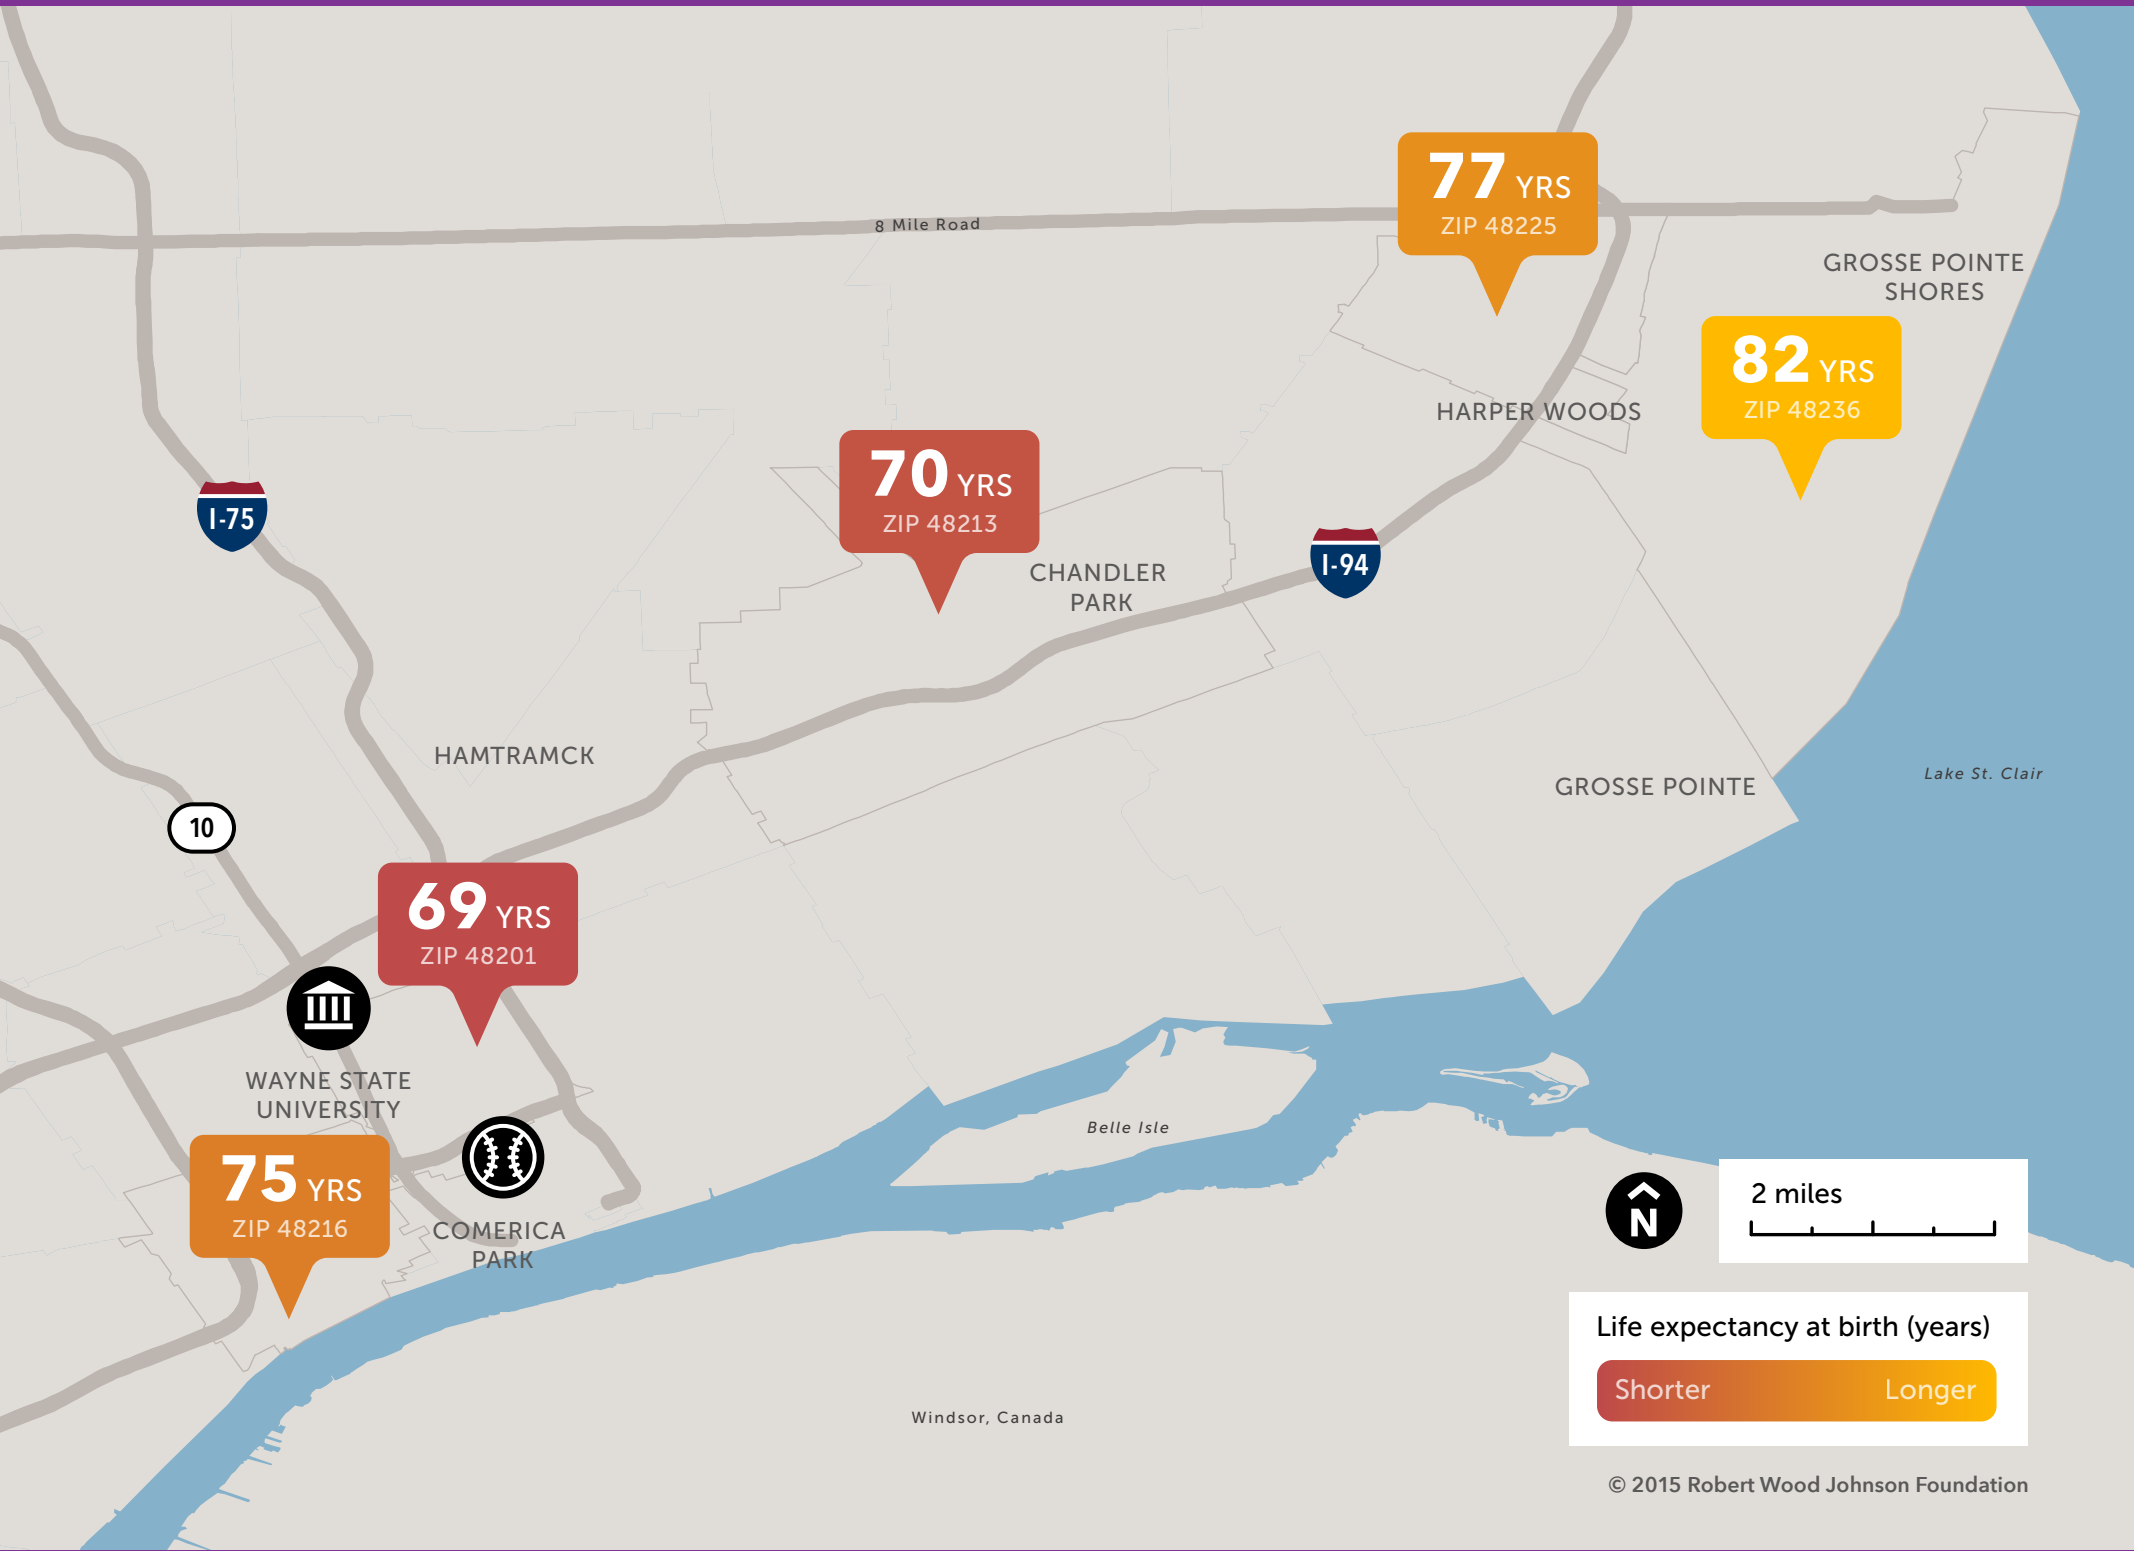 77 YRS
ZIP 48225
8 Mile Road
GROSSE POINTE
SHORES
82 YRS
ZIP 48236
HARPER WOODS
70 YRS
ZIP 48213
I-75
I-94
CHANDLER
PARK
HAMTRAMCK
Lake St. Clair
GROSSE POINTE
10
69 YRS
ZIP 48201
WAYNE STATE
UNIVERSITY
Belle Isle
75 YRS
ZIP 48216
COMERICA
PARK
N
2 miles
Life expectancy at birth (years)
Shorter Longer
Windsor, Canada
© 2015 Robert Wood Johnson Foundation